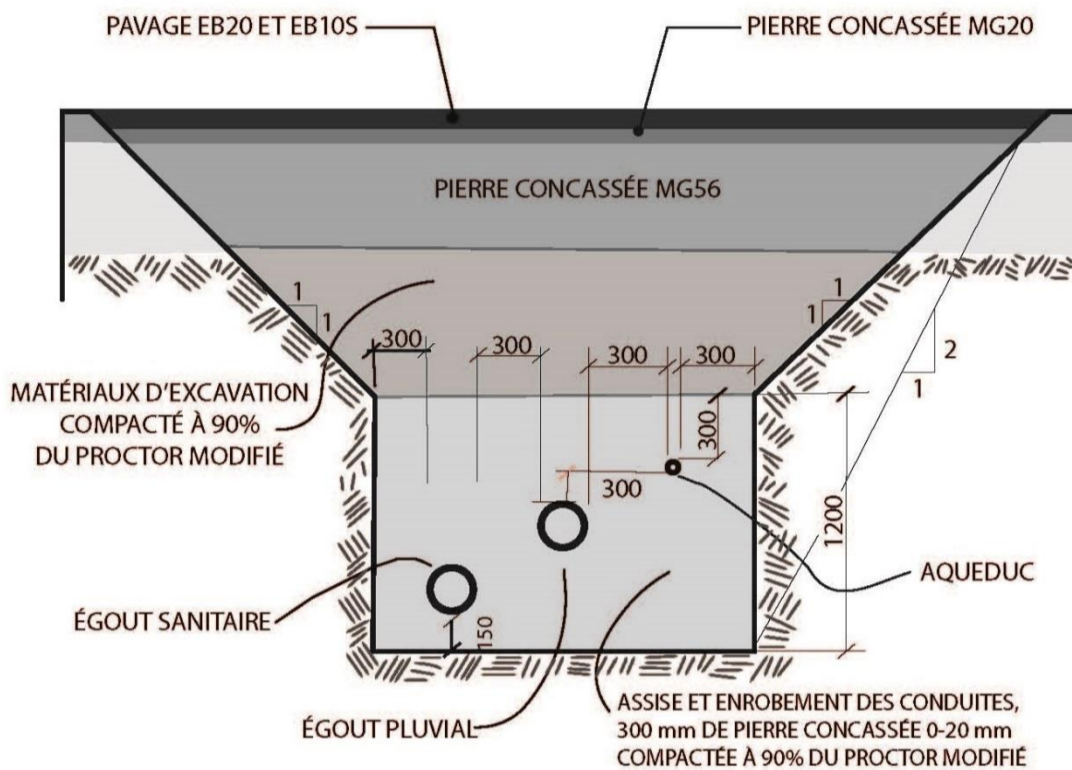 PAVAGE EB20 ET EB10S
PIERRE CONCASSÉE MG20
PIERRE CONCASSÉE MG56
1
1
1
1
2
1
300
300
300
300
MATÉRIAUX D'EXCAVATION
COMPACTÉ À 90%
DU PROCTOR MODIFIÉ
300
300
1200
AQUEDUC
ÉGOUT SANITAIRE
150
ÉGOUT PLUVIAL
ASSISE ET ENROBEMENT DES CONDUITES,
300 mm DE PIERRE CONCASSÉE 0-20 mm
COMPACTÉE À 90% DU PROCTOR MODIFIÉ